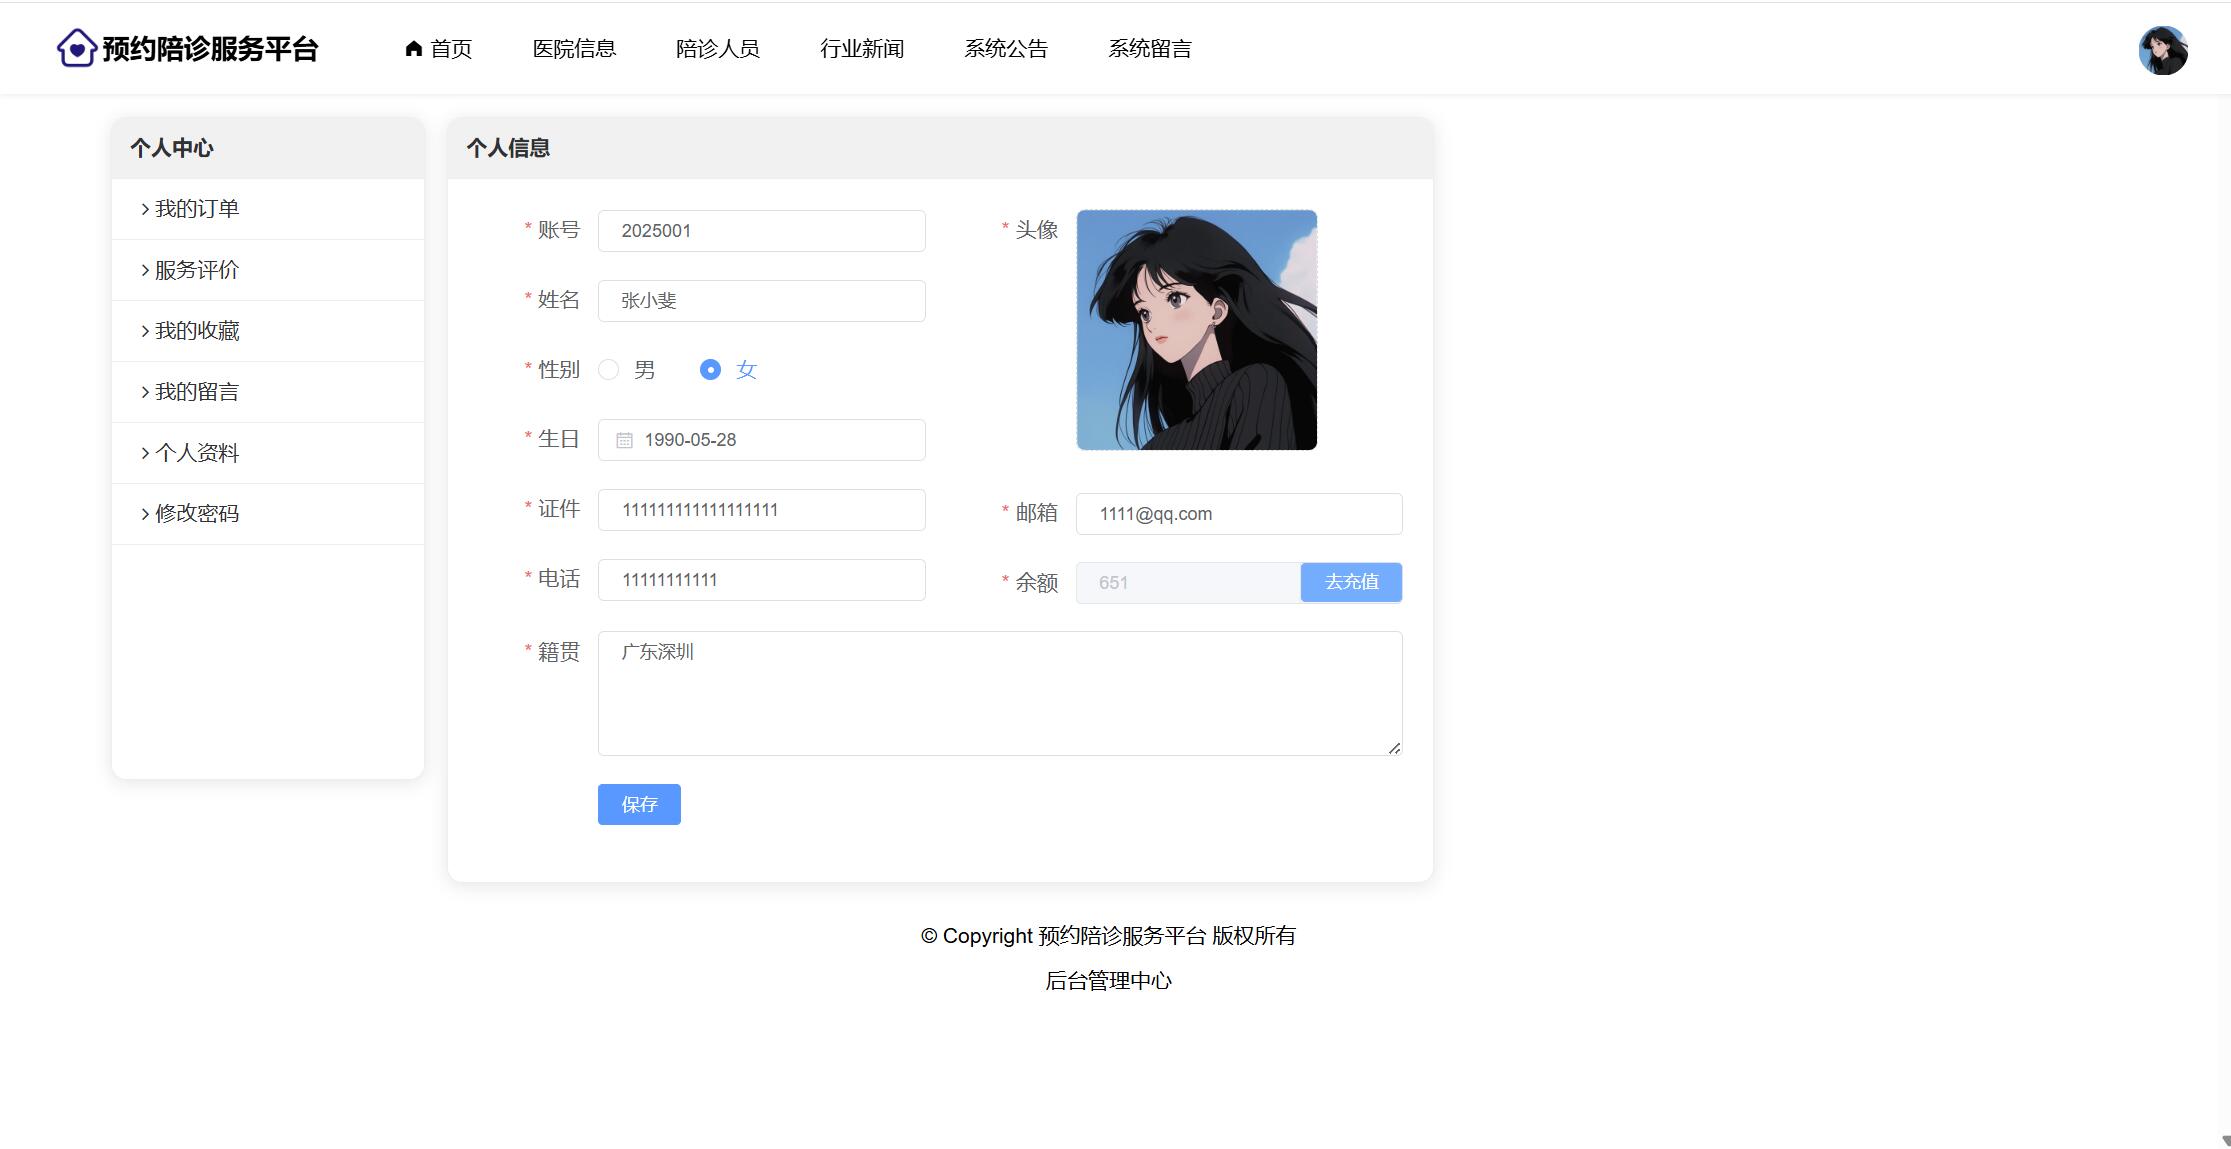 预约陪诊服务平台
首页 医院信息 陪诊人员 行业新闻 系统公告 系统留言
个人中心
我的订单
服务评价
我的收藏
我的留言
个人资料
修改密码
个人信息
* 账号 2025001
* 头像
* 姓名 张小斐
* 性别 男 女
* 生日 1990-05-28
* 证件 111111111111111111
* 邮箱 1111@qq.com
* 电话 11111111111
* 余额 651 去充值
* 籍贯 广东深圳
保存
© Copyright 预约陪诊服务平台 版权所有
后台管理中心